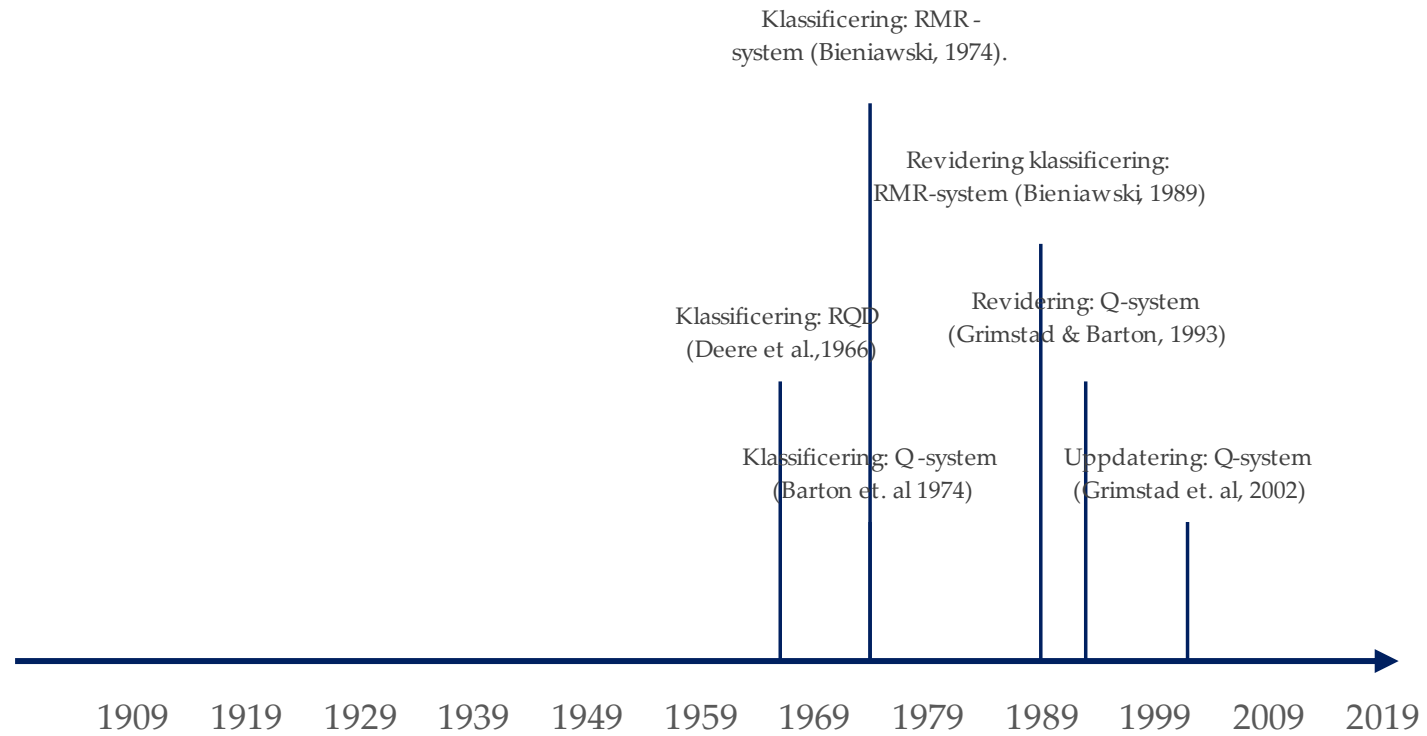 Klassificering: RMR-
system (Bieniawski, 1974).
Revidering klassificering:
RMR-system (Bieniawski, 1989)
Klassificering: RQD
(Deere et al.,1966)
Revidering: Q-system
(Grimstad & Barton, 1993)
Klassificering: Q-system
(Barton et. al 1974)
Uppdatering: Q-system
(Grimstad et. al, 2002)
1909 1919 1929 1939 1949 1959 1969 1979 1989 1999 2009 2019